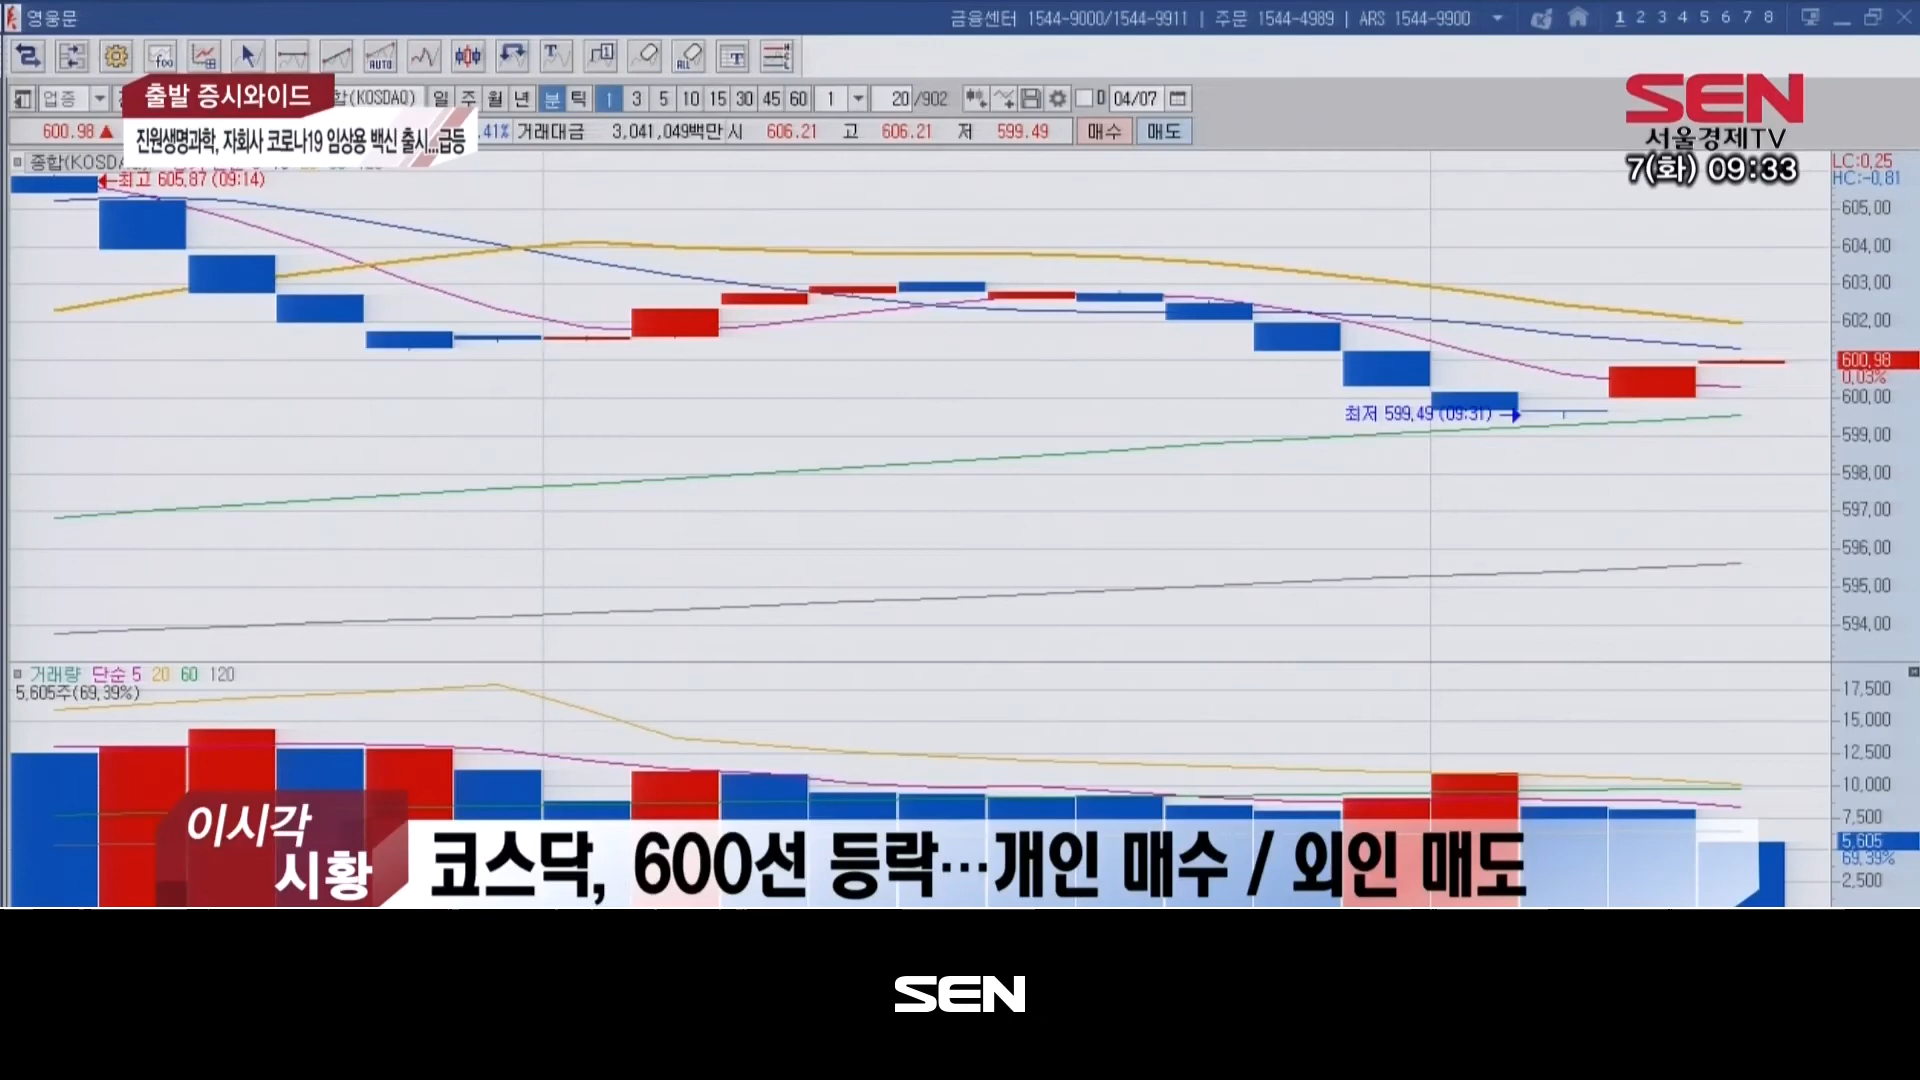 영웅문
금융센터 1544-9000/1544-9911 | 주문 1544-4989 | ARS 1544-9900
1 2 3 4 5 6 7 8
출발 증시와이드
진원생명과학, 자회사 코로나19 임상용 백신 출시...급등
업종
(KOSDAQ) 일 주 월 년 분 틱 1 3 5 10 15 30 45 60 1 20/902 D 04/07
600.98▲ .41% 거래대금 3,041,049백만 시 606.21 고 606.21 저 599.49 매수 매도
SEN
서울경제TV
7(화) 09:33
종합(KOSDA
최고 605.87 (09:14)
LC:0.25
HC:-0.81
605.00
604.00
603.00
602.00
600.98
0.03%
600.00
최저 599.49 (09:31)
599.00
598.00
597.00
596.00
595.00
594.00
거래량 단순 5 20 60 120
5,605주(69.39%)
17,500
15,000
12,500
10,000
7,500
5,605
69.39%
2,500
이시각
시황
코스닥, 600선 등락…개인 매수 / 외인 매도
SEN